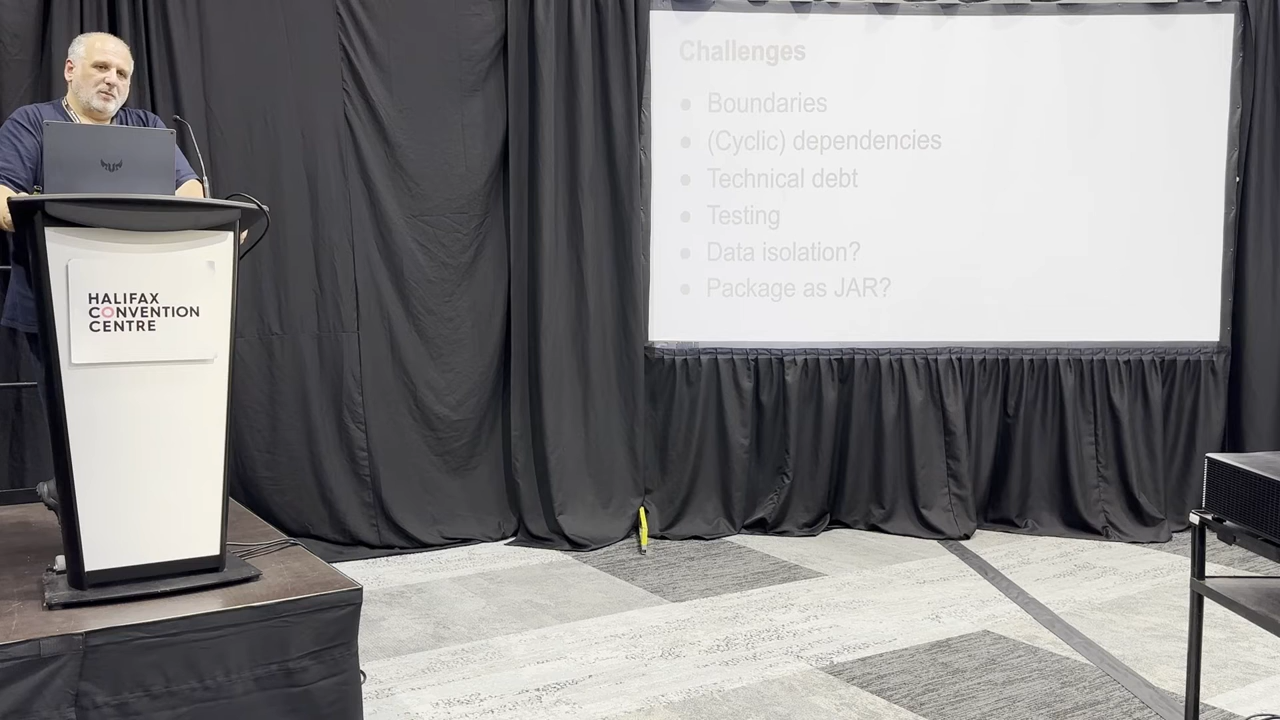 Challenges
● Boundaries
● (Cyclic) dependencies
● Technical debt
● Testing
● Data isolation?
● Package as JAR?
HALIFAX
CONVENTION
CENTRE